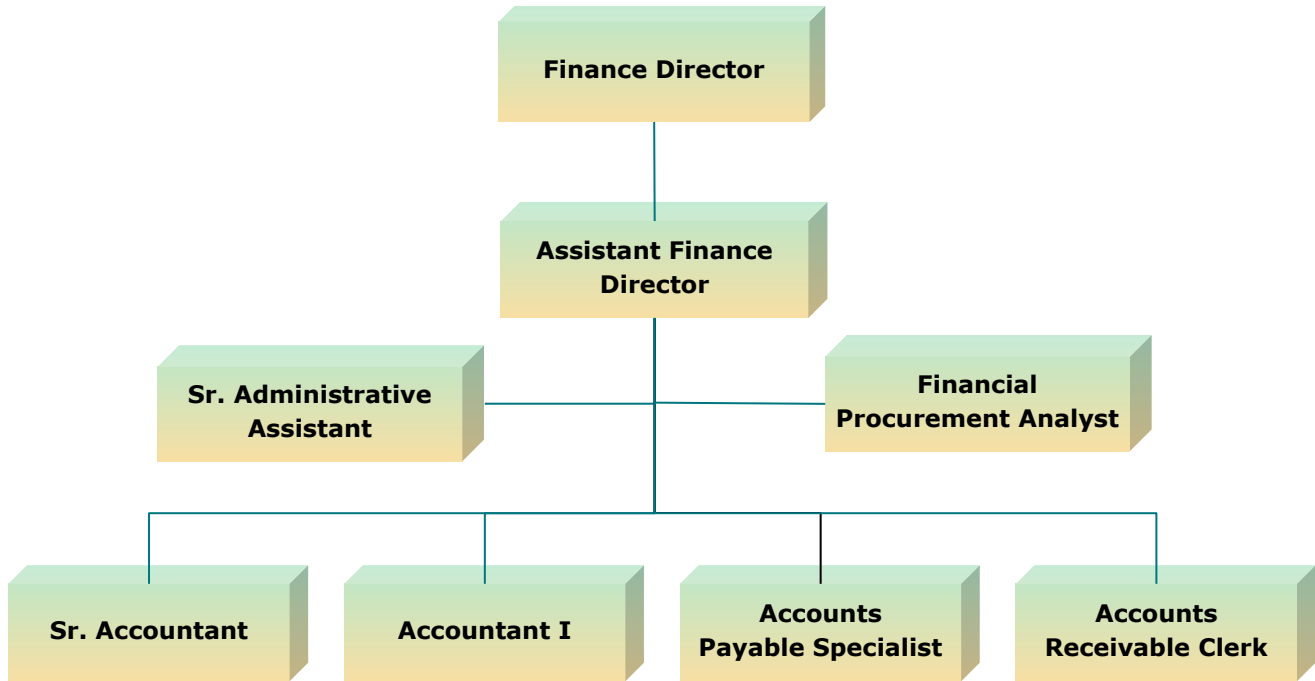 Finance Director
Assistant Finance
Director
Sr. Administrative
Assistant
Financial
Procurement Analyst
Sr. Accountant
Accountant I
Accounts
Payable Specialist
Accounts
Receivable Clerk